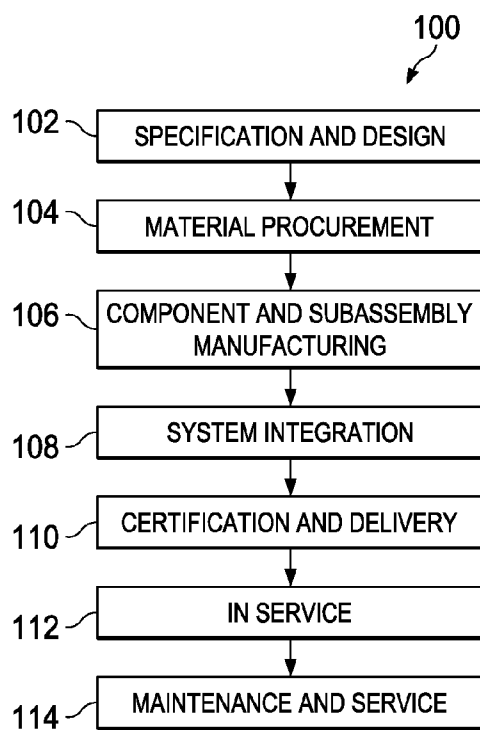 100
102 SPECIFICATION AND DESIGN
104 MATERIAL PROCUREMENT
106 COMPONENT AND SUBASSEMBLY
MANUFACTURING
108 SYSTEM INTEGRATION
110 CERTIFICATION AND DELIVERY
112 IN SERVICE
114 MAINTENANCE AND SERVICE